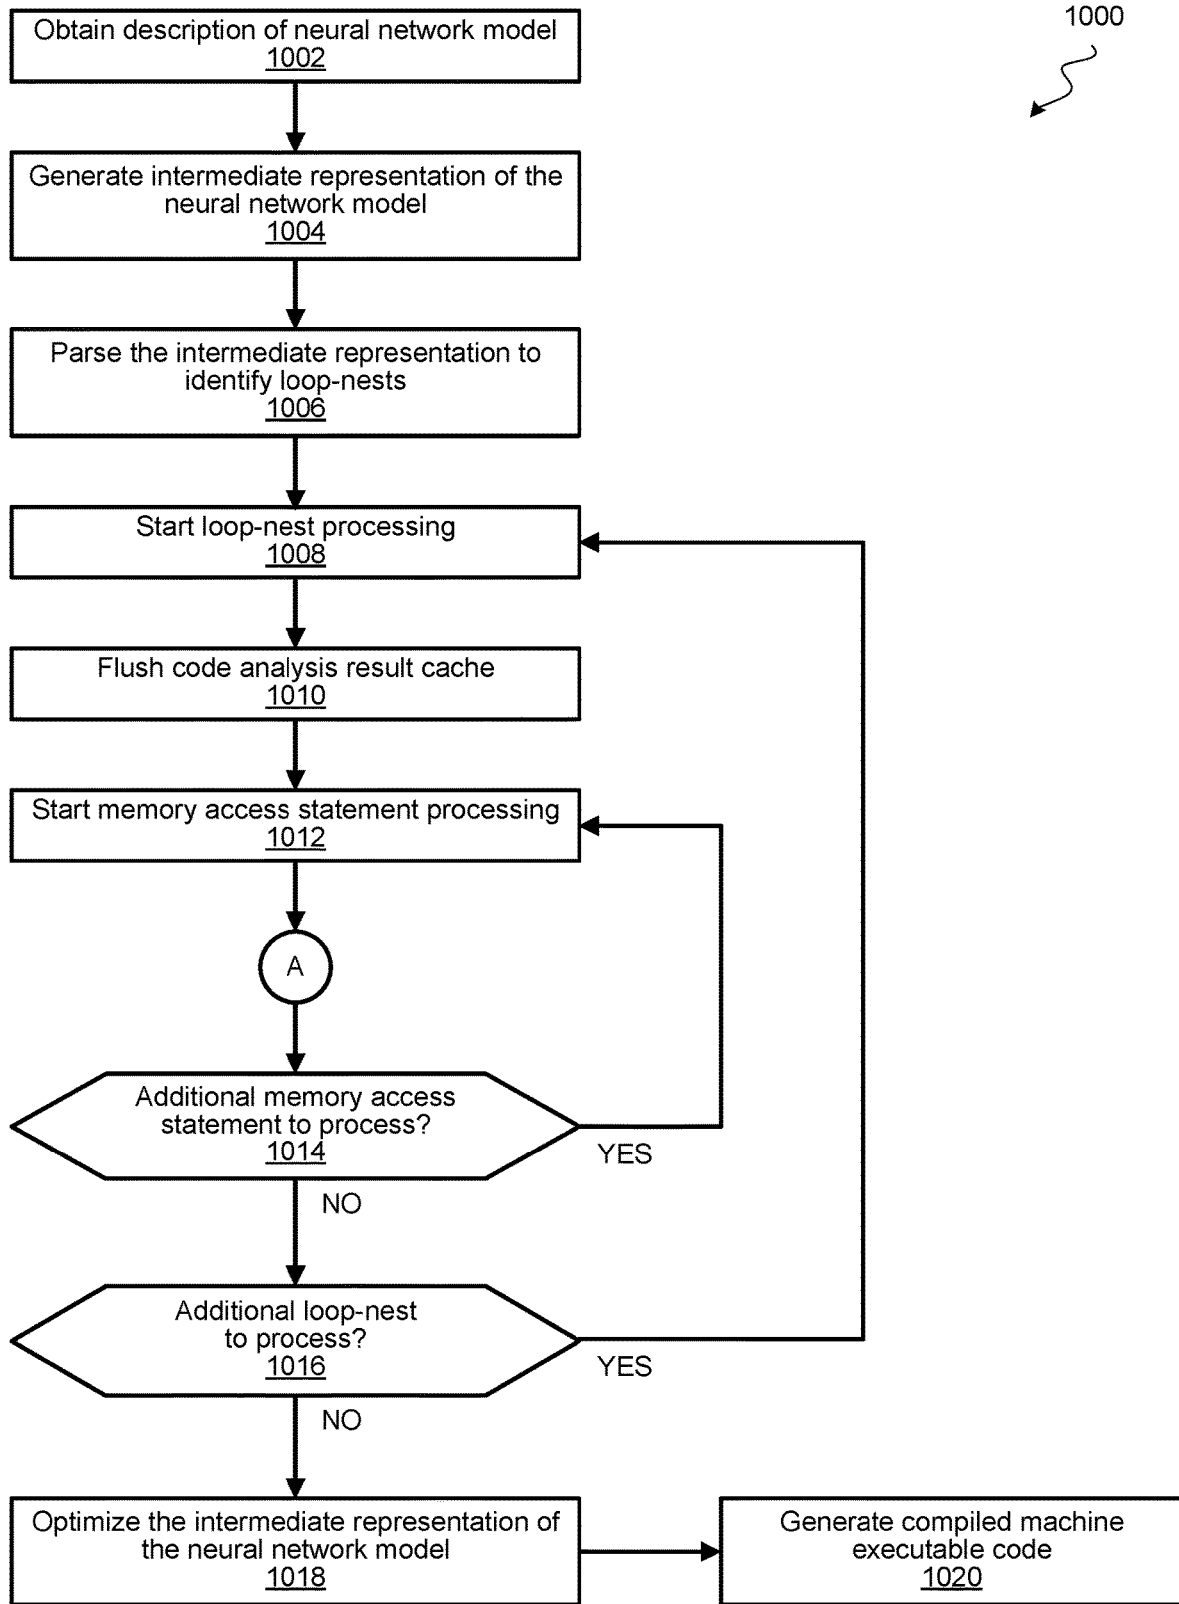 1000
Obtain description of neural network model
1002
Generate intermediate representation of the
neural network model
1004
Parse the intermediate representation to
identify loop-nests
1006
Start loop-nest processing
1008
Flush code analysis result cache
1010
Start memory access statement processing
1012
A
Additional memory access
statement to process?
1014
YES
NO
Additional loop-nest
to process?
1016
YES
NO
Optimize the intermediate representation of
the neural network model
1018
Generate compiled machine
executable code
1020